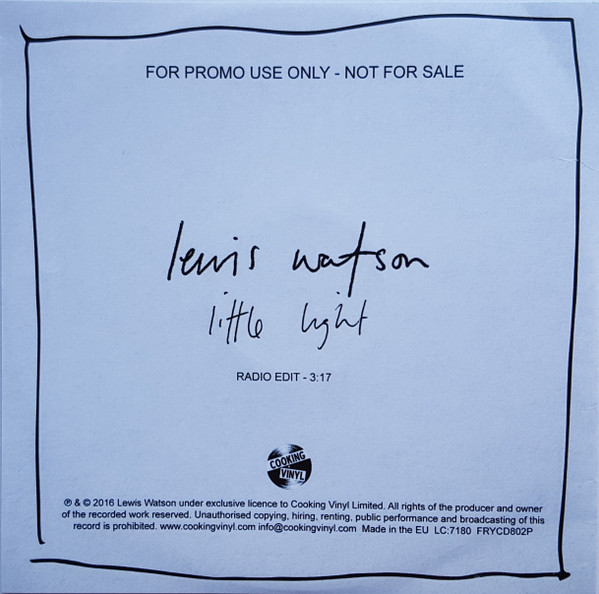 FOR PROMO USE ONLY - NOT FOR SALE
lewis watson
little light
RADIO EDIT - 3:17
COOKING
VINYL
℗ & © 2016 Lewis Watson under exclusive licence to Cooking Vinyl Limited. All rights of the producer and owner
of the recorded work reserved. Unauthorised copying, hiring, renting, public performance and broadcasting of this
record is prohibited. www.cookingvinyl.com info@cookingvinyl.com Made in the EU LC:7180 FRYCD802P